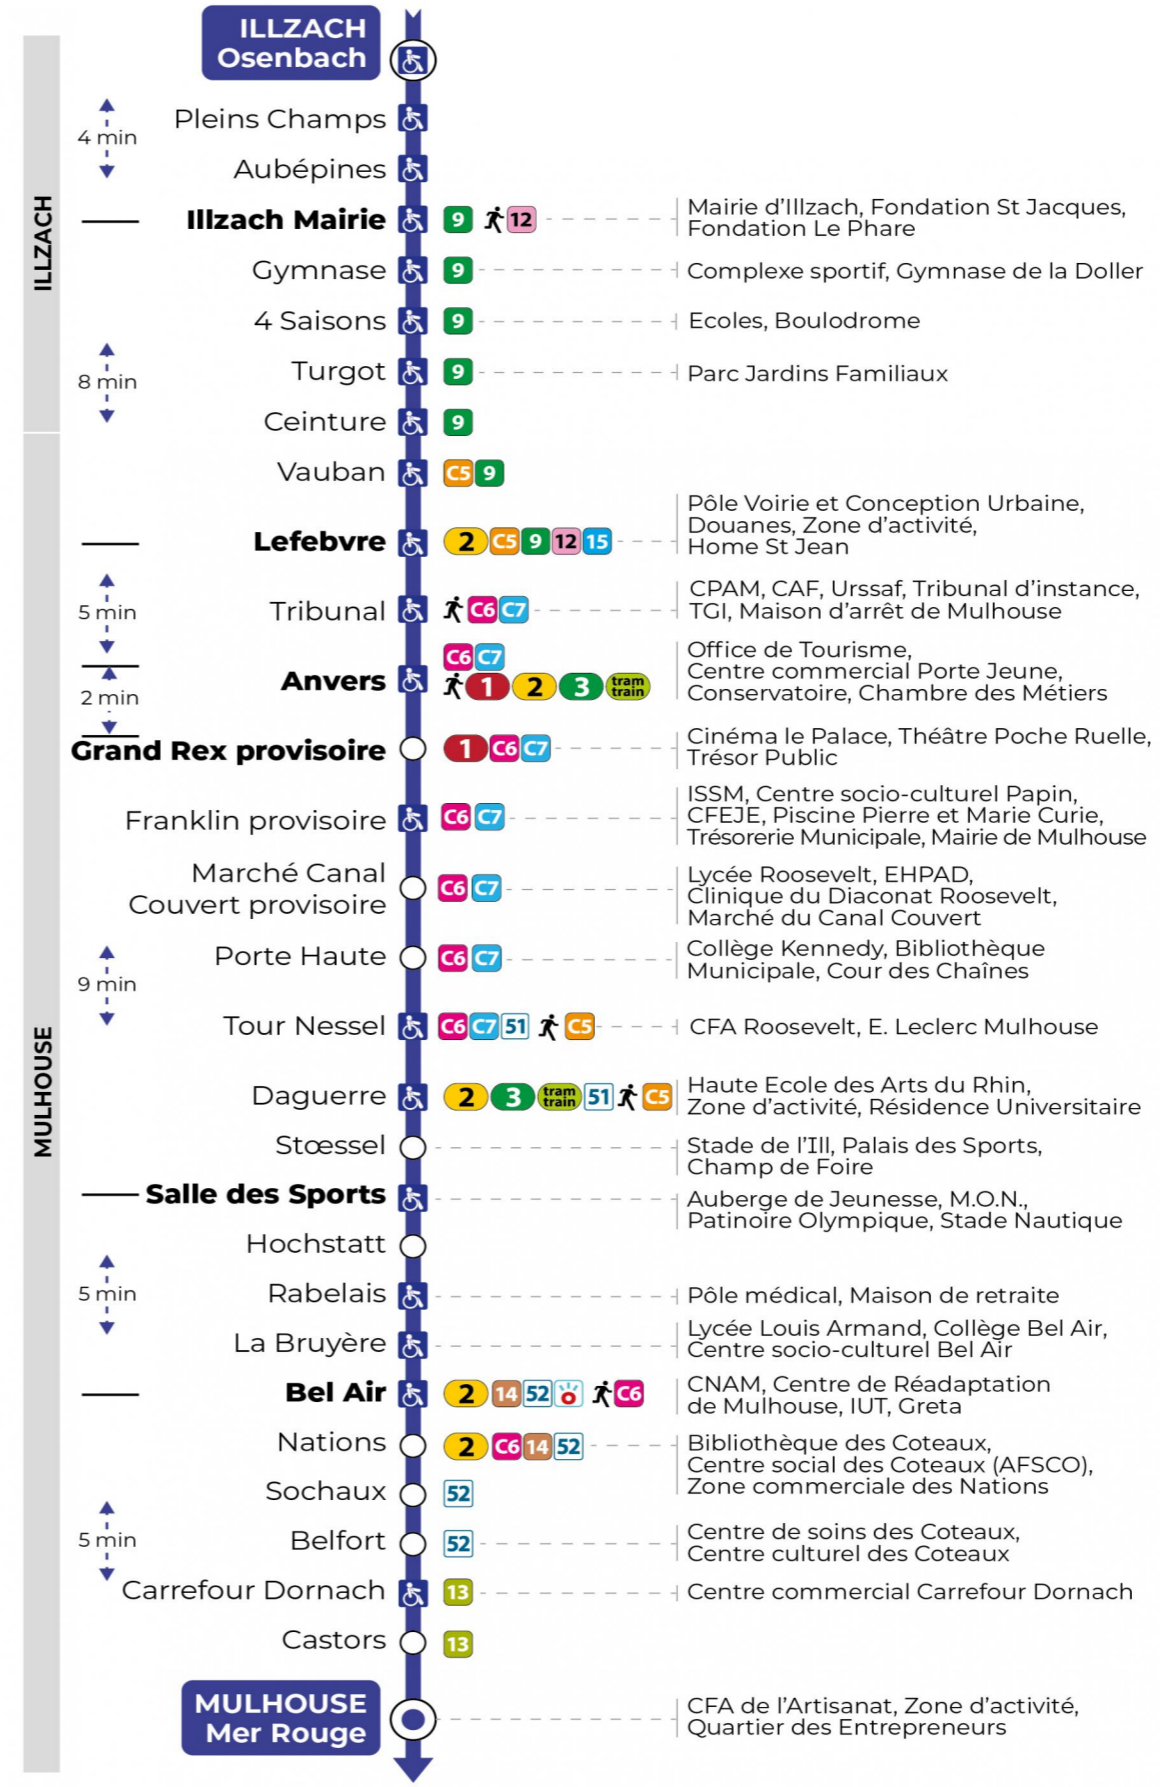 ILLZACH
Osenbach
ILLZACH
4 min
Pleins Champs
Aubépines
Illzach Mairie 9 12
Mairie d'Illzach, Fondation St Jacques,
Fondation Le Phare
Gymnase 9 Complexe sportif, Gymnase de la Doller
4 Saisons 9 Ecoles, Boulodrome
Turgot 9 Parc Jardins Familiaux
8 min
Ceinture 9
Vauban C5 9
Lefebvre 2 C5 9 12 15
Pôle Voirie et Conception Urbaine,
Douanes, Zone d'activité,
Home St Jean
5 min
Tribunal C6 C7
CPAM, CAF, Urssaf, Tribunal d'instance,
TGI, Maison d'arrêt de Mulhouse
Anvers
C6 C7
1 2 3 tram
train
Office de Tourisme,
Centre commercial Porte Jeune,
Conservatoire, Chambre des Métiers
2 min
Grand Rex provisoire 1 C6 C7
Cinéma le Palace, Théâtre Poche Ruelle,
Trésor Public
Franklin provisoire C6 C7
ISSM, Centre socio-culturel Papin,
CFEJE, Piscine Pierre et Marie Curie,
Trésorerie Municipale, Mairie de Mulhouse
Marché Canal
Couvert provisoire
C6 C7
Lycée Roosevelt, EHPAD,
Clinique du Diaconat Roosevelt,
Marché du Canal Couvert
Porte Haute C6 C7
Collège Kennedy, Bibliothèque
Municipale, Cour des Chaînes
9 min
MULHOUSE
Tour Nessel C6 C7 51 C5 CFA Roosevelt, E. Leclerc Mulhouse
Daguerre 2 3 tram
train 51 C5
Haute Ecole des Arts du Rhin,
Zone d'activité, Résidence Universitaire
Stœssel
Stade de l'Ill, Palais des Sports,
Champ de Foire
Salle des Sports
Auberge de Jeunesse, M.O.N.,
Patinoire Olympique, Stade Nautique
Hochstatt
5 min
Rabelais Pôle médical, Maison de retraite
La Bruyère
Lycée Louis Armand, Collège Bel Air,
Centre socio-culturel Bel Air
Bel Air 2 14 52 C6
CNAM, Centre de Réadaptation
de Mulhouse, IUT, Greta
Nations 2 C6 14 52
Bibliothèque des Coteaux,
Centre social des Coteaux (AFSCO),
Zone commerciale des Nations
Sochaux 52
5 min
Belfort 52
Centre de soins des Coteaux,
Centre culturel des Coteaux
Carrefour Dornach 13 Centre commercial Carrefour Dornach
Castors 13
MULHOUSE
Mer Rouge
CFA de l'Artisanat, Zone d'activité,
Quartier des Entrepreneurs